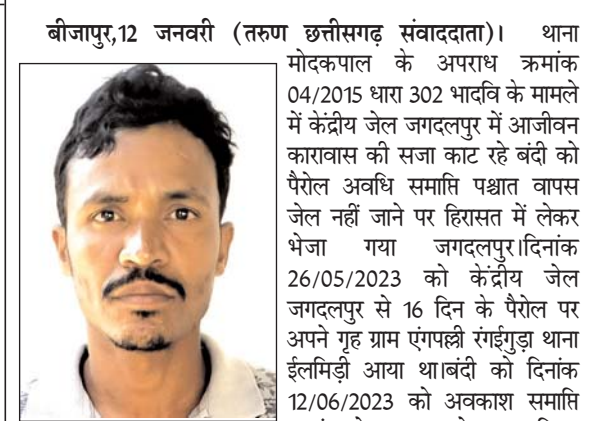 बीजापुर,12 जनवरी (तरुण छत्तीसगढ़ संवाददाता)। थाना
मोदकपाल के अपराध क्रमांक
04/2015 धारा 302 भादवि के मामले
में केंद्रीय जेल जगदलपुर में आजीवन
कारावास की सजा काट रहे बंदी को
पैरोल अवधि समाप्ति पश्चात वापस
जेल नहीं जाने पर हिरासत में लेकर
भेजा गया जगदलपुर।दिनांक
26/05/2023 को केंद्रीय जेल
जगदलपुर से 16 दिन के पैरोल पर
अपने गृह ग्राम एंगपल्ली रंगईगुड़ा थाना
ईलमिड़ी आया था।बंदी को दिनांक
12/06/2023 को अवकाश समाप्ति